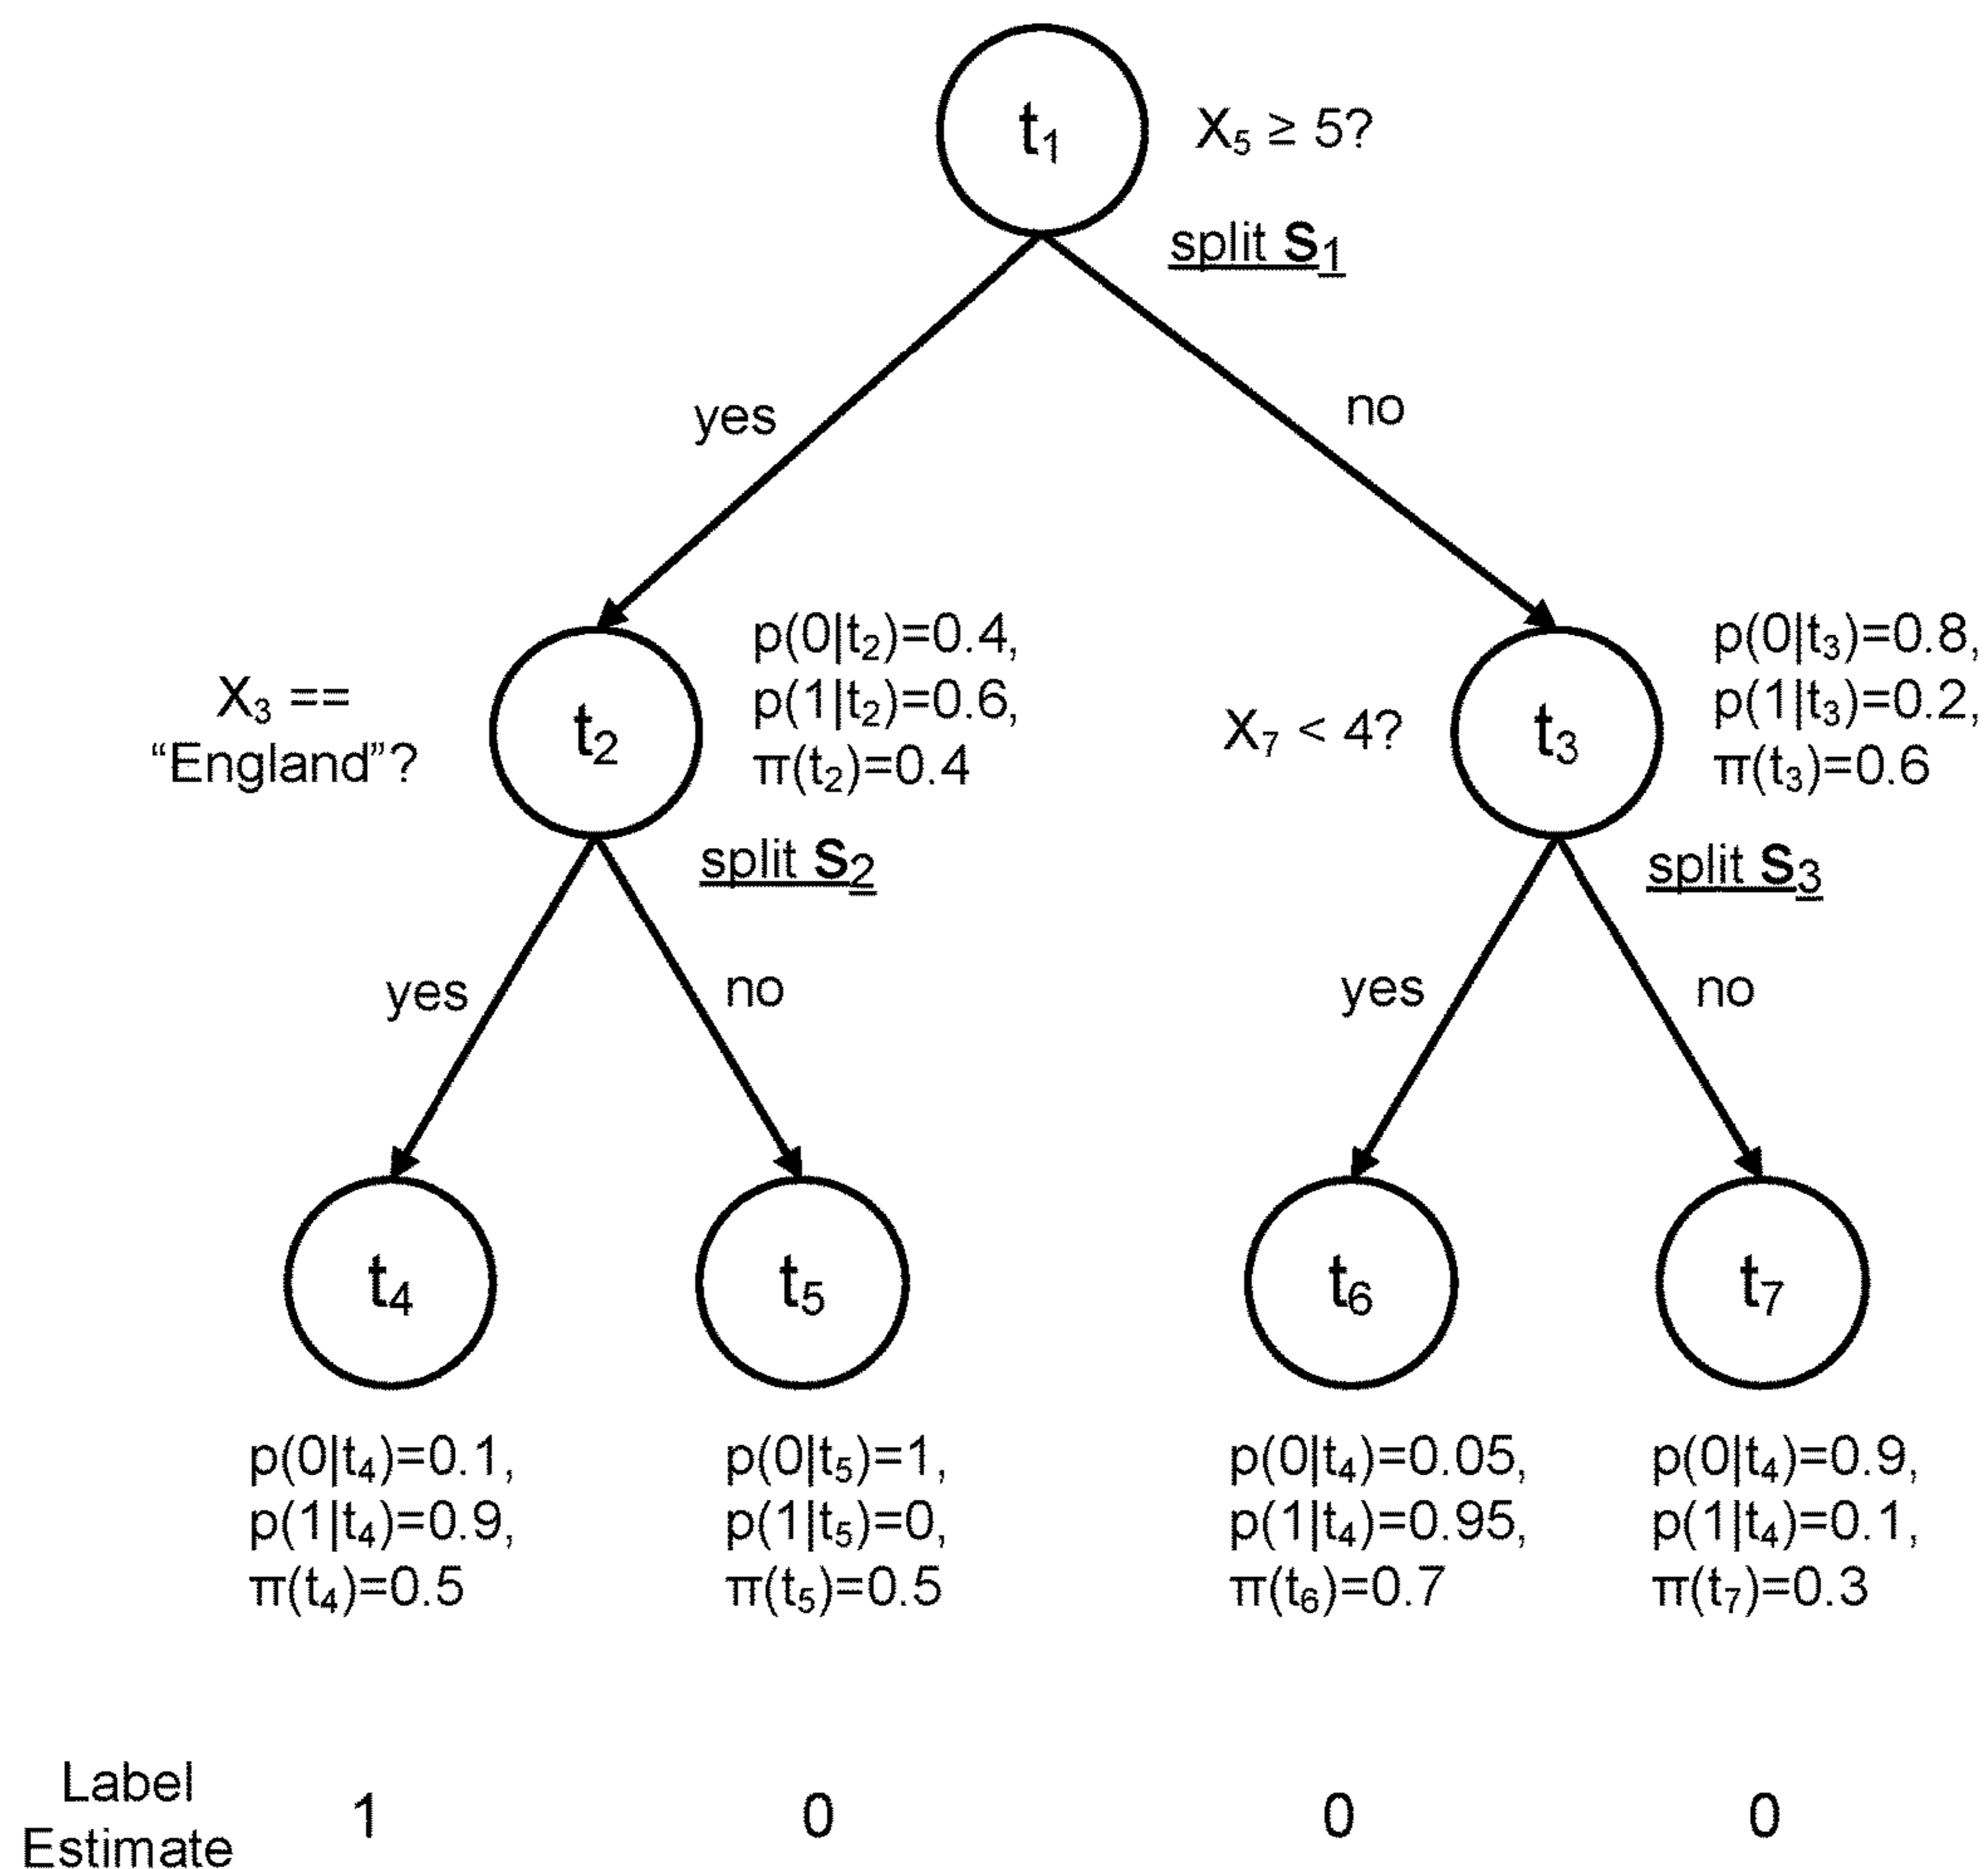 t₁
X₅ ≥ 5?
split s₁
yes
no
X₃ ==
“England”?
t₂
p(0|t₂)=0.4,
p(1|t₂)=0.6,
π(t₂)=0.4
split s₂
X₇ < 4?
t₃
p(0|t₃)=0.8,
p(1|t₃)=0.2,
π(t₃)=0.6
split s₃
yes
no
yes
no
t₄
t₅
t₆
t₇
p(0|t₄)=0.1,
p(1|t₄)=0.9,
π(t₄)=0.5
p(0|t₅)=1,
p(1|t₅)=0,
π(t₅)=0.5
p(0|t₄)=0.05,
p(1|t₄)=0.95,
π(t₆)=0.7
p(0|t₄)=0.9,
p(1|t₄)=0.1,
π(t₇)=0.3
Label
Estimate
1
0
0
0